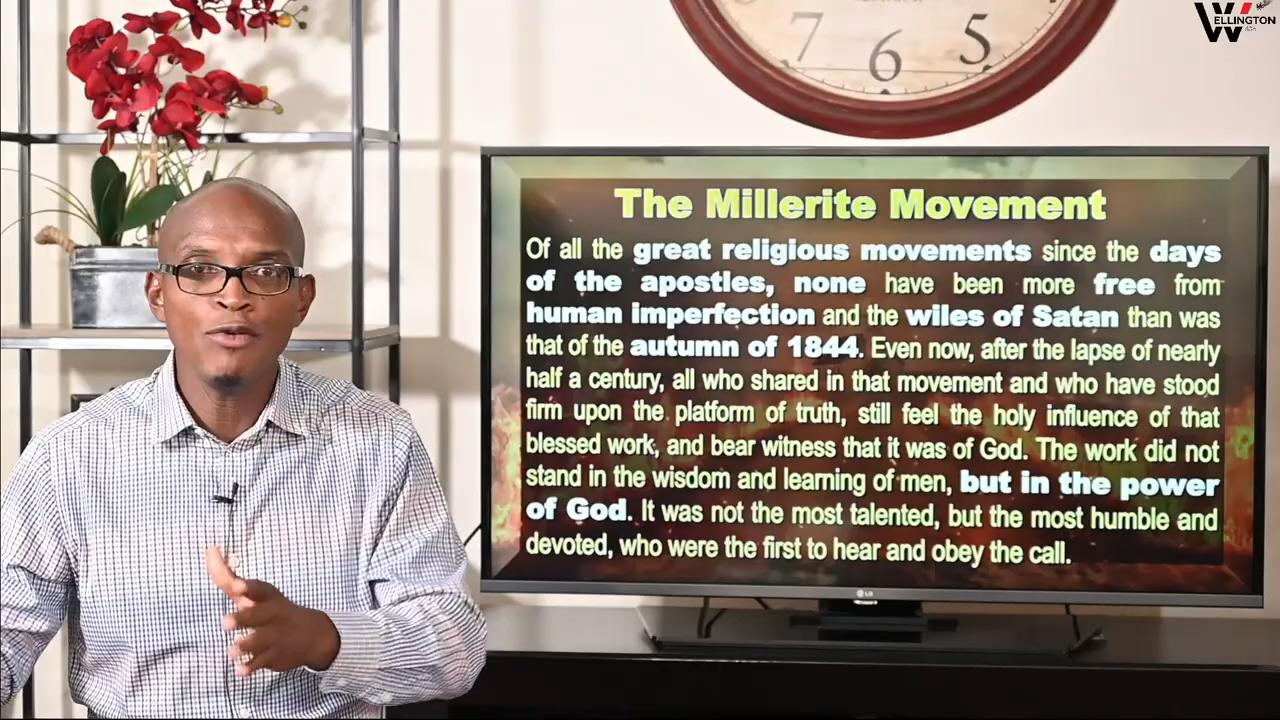 WELLINGTON
7 6 5
The Millerite Movement
Of all the great religious movements since the days
of the apostles, none have been more free from
human imperfection and the wiles of Satan than was
that of the autumn of 1844. Even now, after the lapse of nearly
half a century, all who shared in that movement and who have stood
firm upon the platform of truth, still feel the holy influence of that
blessed work, and bear witness that it was of God. The work did not
stand in the wisdom and learning of men, but in the power
of God. It was not the most talented, but the most humble and
devoted, who were the first to hear and obey the call.
LG